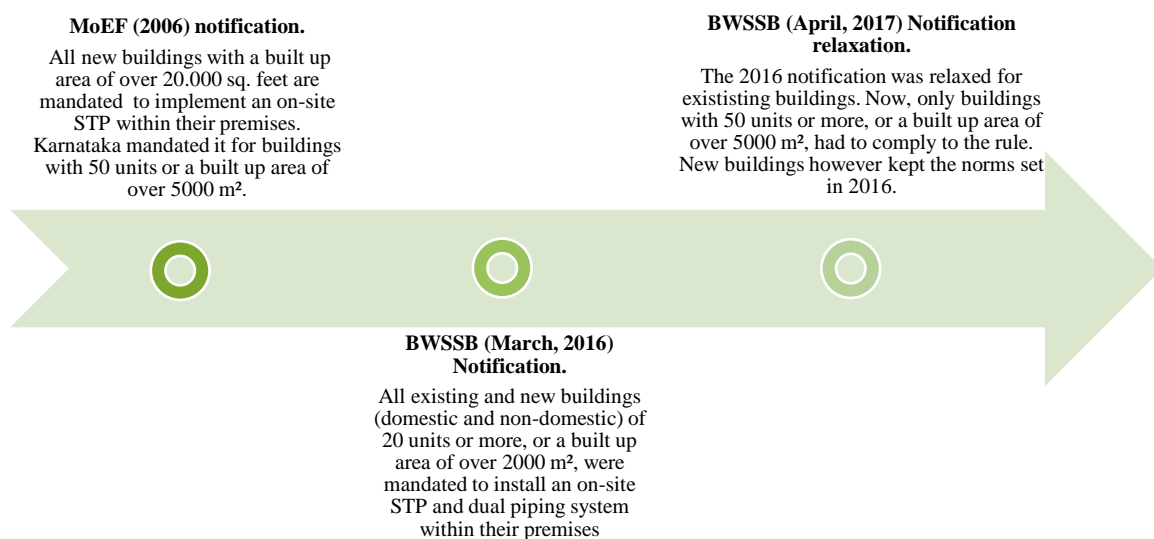 MoEF (2006) notification.
All new buildings with a built up
area of over 20.000 sq. feet are
mandated to implement an on-site
STP within their premises.
Karnataka mandated it for buildings
with 50 units or a built up area of
over 5000 m².
BWSSB (March, 2016)
Notification.
All existing and new buildings
(domestic and non-domestic) of
20 units or more, or a built up
area of over 2000 m², were
mandated to install an on-site
STP and dual piping system
within their premises
BWSSB (April, 2017) Notification
relaxation.
The 2016 notification was relaxed for
exististing buildings. Now, only buildings
with 50 units or more, or a built up area of
over 5000 m², had to comply to the rule.
New buildings however kept the norms set
in 2016.